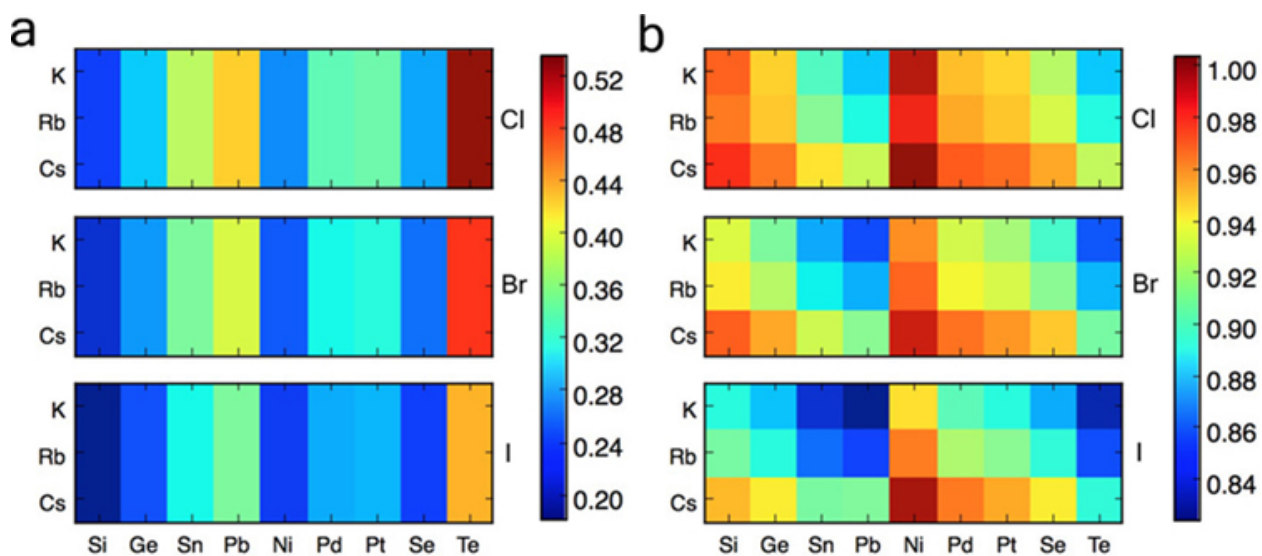 a
K
Rb
Cs
Cl
K
Rb
Cs
Br
K
Rb
Cs
I
Si Ge Sn Pb Ni Pd Pt Se Te
0.52
0.48
0.44
0.40
0.36
0.32
0.28
0.24
0.20
b
K
Rb
Cs
Cl
K
Rb
Cs
Br
K
Rb
Cs
I
Si Ge Sn Pb Ni Pd Pt Se Te
1.00
0.98
0.96
0.94
0.92
0.90
0.88
0.86
0.84